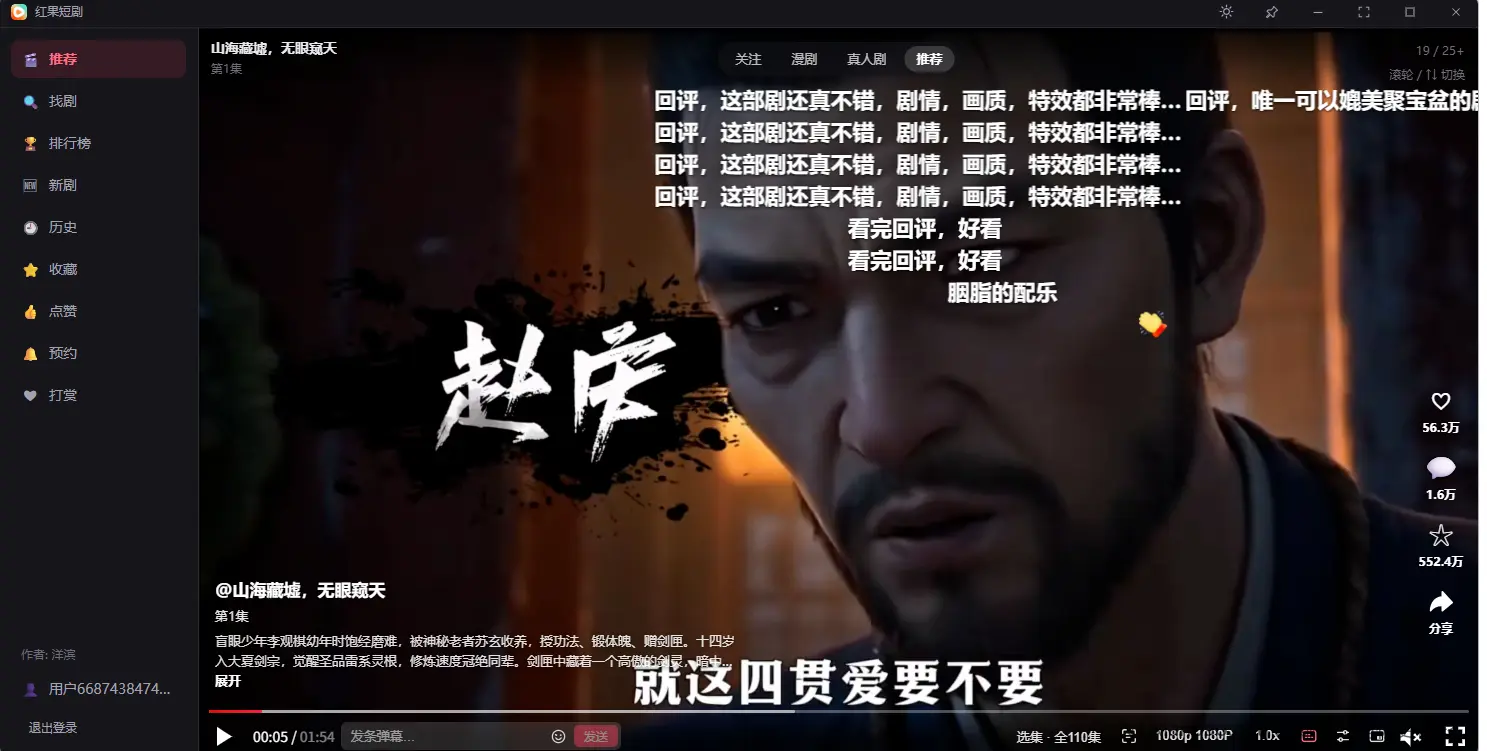 红果短剧
推荐
找剧
排行榜
NEW 新剧
历史
收藏
点赞
预约
打赏
作者: 洋滨
用户6687438474...
退出登录
山海藏墟，无眼窥天
第1集
关注 漫剧 真人剧 推荐
19 / 25+
滚轮 / ↑↓ 切换
回评，这部剧还真不错，剧情，画质，特效都非常棒... 回评，唯一可以媲美聚宝盆的
回评，这部剧还真不错，剧情，画质，特效都非常棒...
回评，这部剧还真不错，剧情，画质，特效都非常棒...
回评，这部剧还真不错，剧情，画质，特效都非常棒...
看完回评，好看
看完回评，好看
胭脂的配乐
赵庆
56.3万
1.6万
552.4万
分享
@山海藏墟，无眼窥天
第1集
盲眼少年李观棋幼年时饱经磨难，被神秘老者苏玄收养，授功法、锻体魄、赠剑匣。十四岁
入大夏剑宗，觉醒圣品雷系灵根，修炼速度冠绝同辈。剑匣中藏着一个高傲的剑灵，暗中...
展开
就这四贯爱要不要
00:05 / 01:54
发条弹幕...
发送
选集 · 全110集
1080p 1080P
1.0x